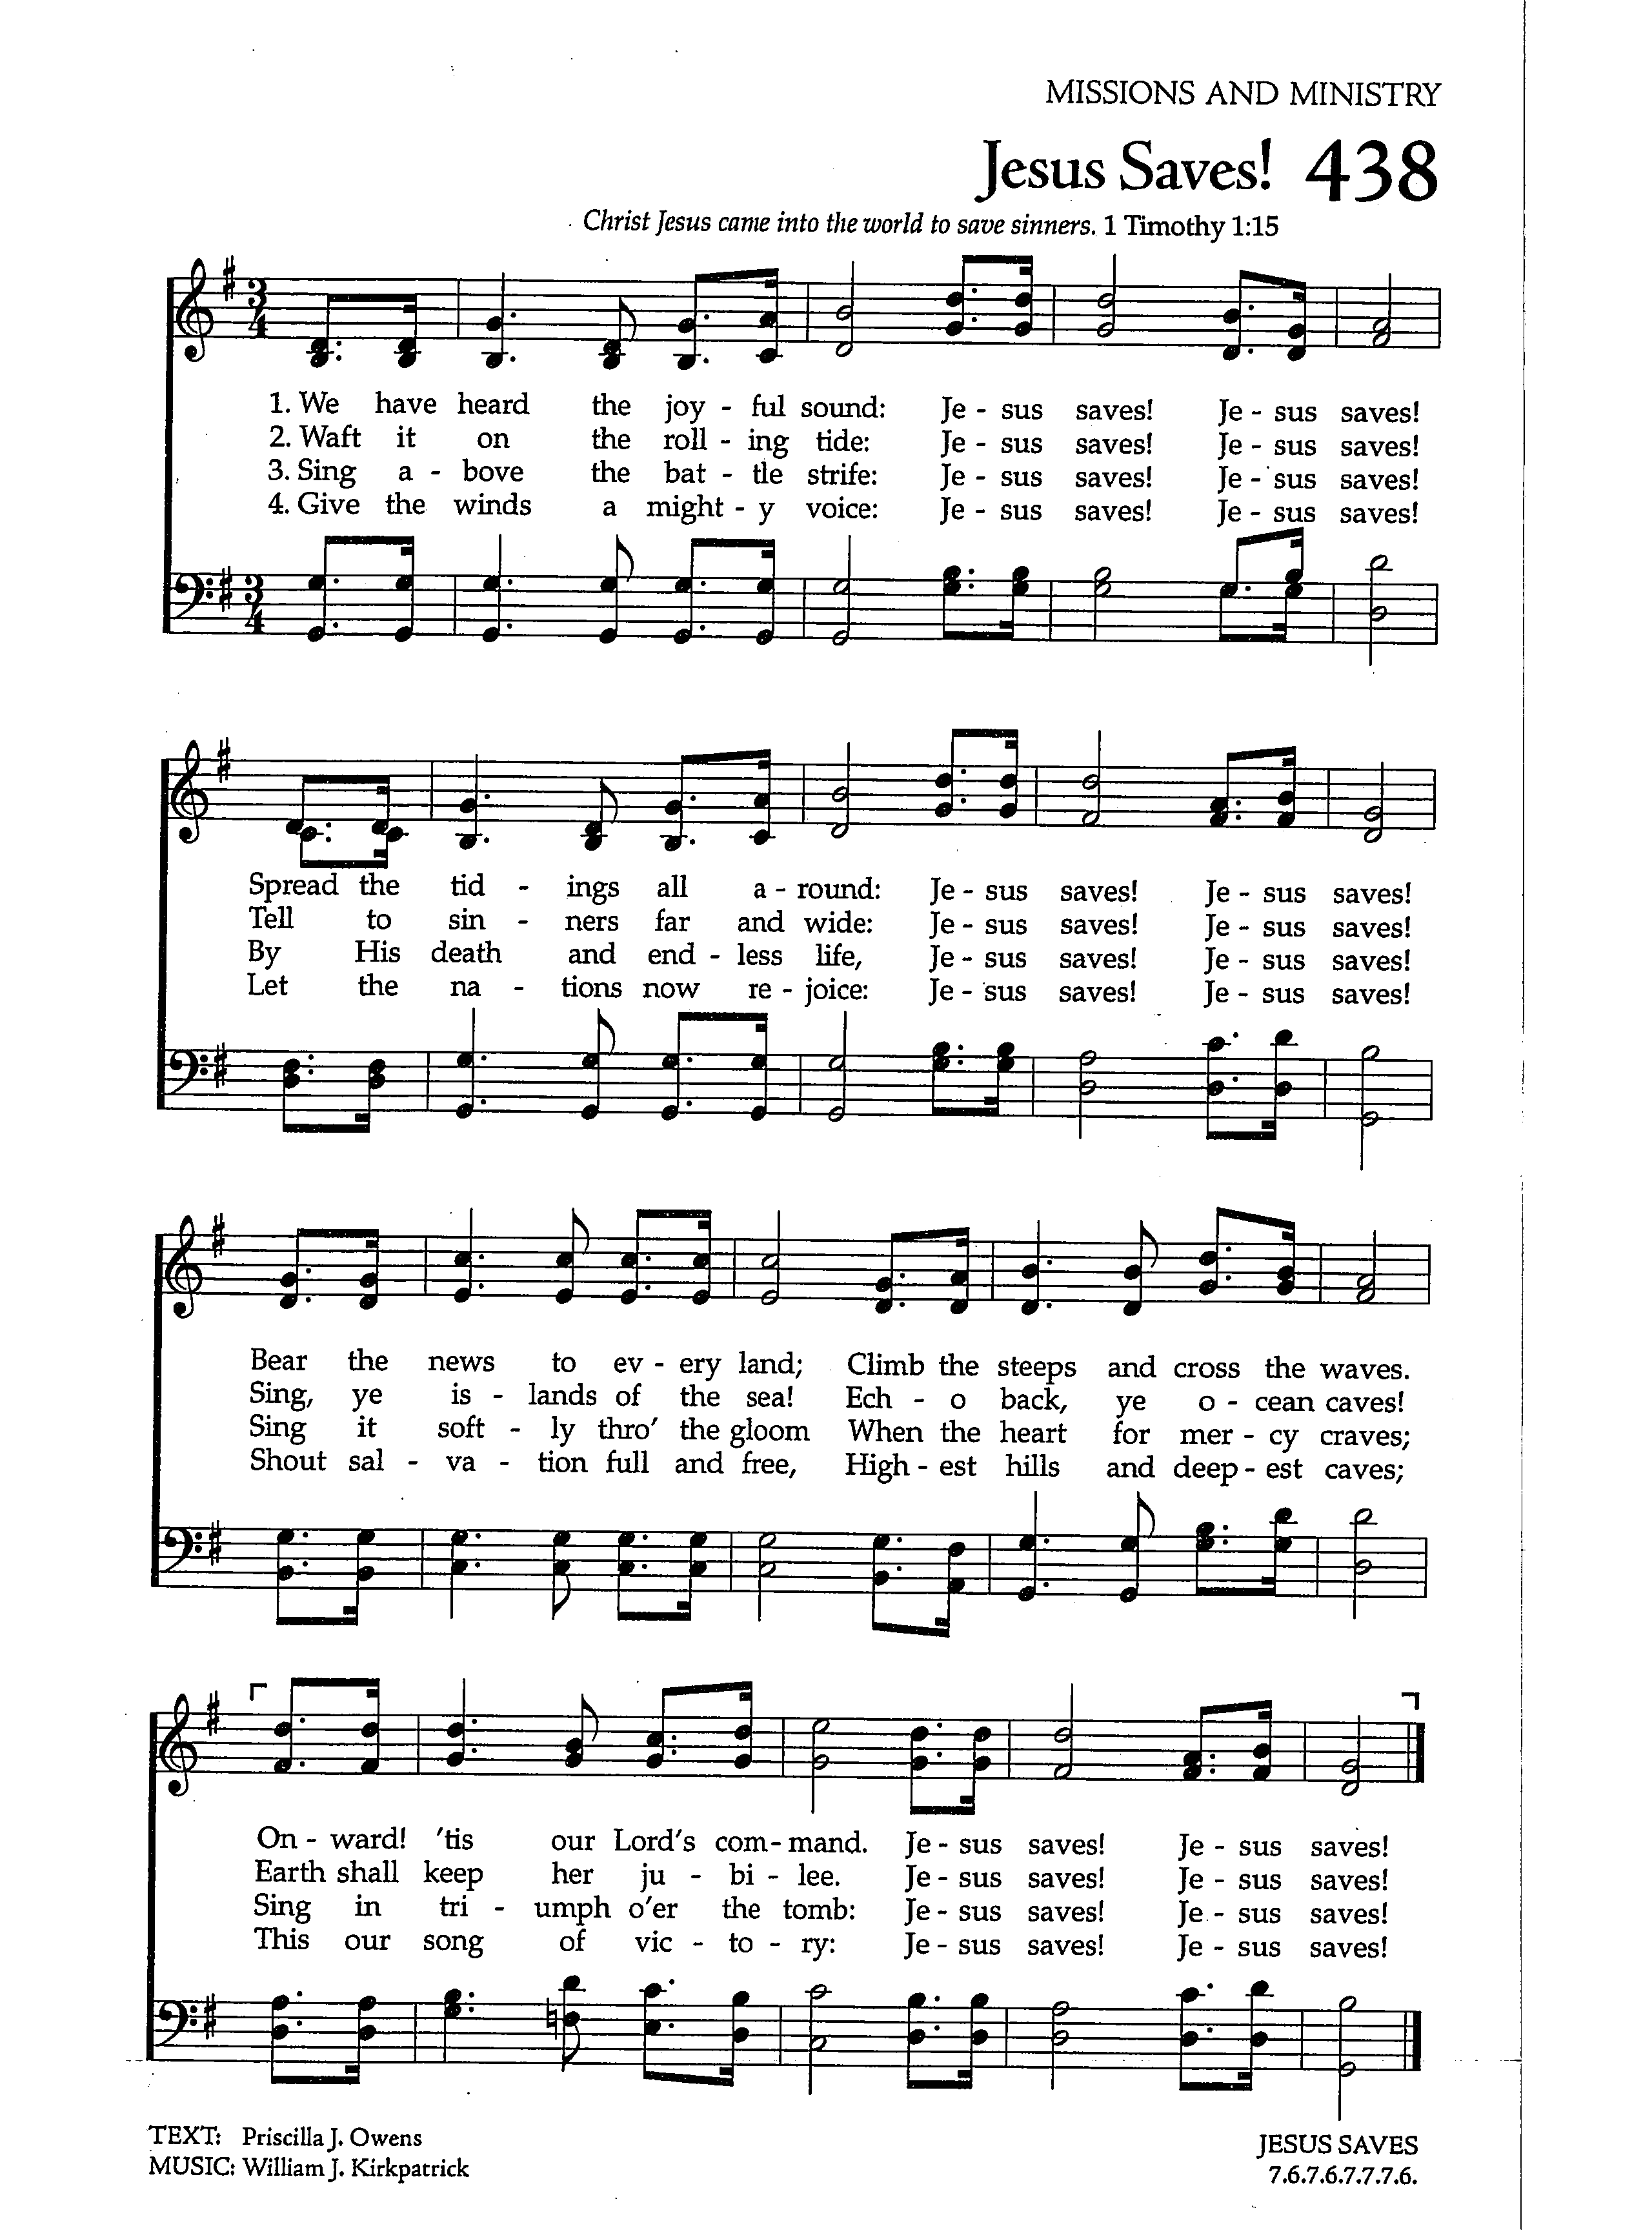 MISSIONS AND MINISTRY
Jesus Saves! 438
Christ Jesus came into the world to save sinners. 1 Timothy 1:15
1. We have heard the joy - ful sound: Je - sus saves! Je - sus saves!
2. Waft it on the roll - ing tide: Je - sus saves! Je - sus saves!
3. Sing a - bove the bat - tle strife: Je - sus saves! Je - sus saves!
4. Give the winds a might - y voice: Je - sus saves! Je - sus saves!
Spread the tid - ings all a - round: Je - sus saves! Je - sus saves!
Tell to sin - ners far and wide: Je - sus saves! Je - sus saves!
By His death and end - less life, Je - sus saves! Je - sus saves!
Let the na - tions now re - joice: Je - sus saves! Je - sus saves!
Bear the news to ev - ery land; Climb the steeps and cross the waves.
Sing, ye is - lands of the sea! Ech - o back, ye o - cean caves!
Sing it soft - ly thro' the gloom When the heart for mer - cy craves;
Shout sal - va - tion full and free, High - est hills and deep - est caves;
On - ward! 'tis our Lord's com - mand. Je - sus saves! Je - sus saves!
Earth shall keep her ju - bi - lee. Je - sus saves! Je - sus saves!
Sing in tri - umph o'er the tomb: Je - sus saves! Je - sus saves!
This our song of vic - to - ry: Je - sus saves! Je - sus saves!
TEXT: Priscilla J. Owens
MUSIC: William J. Kirkpatrick
JESUS SAVES
7.6.7.6.7.7.7.6.